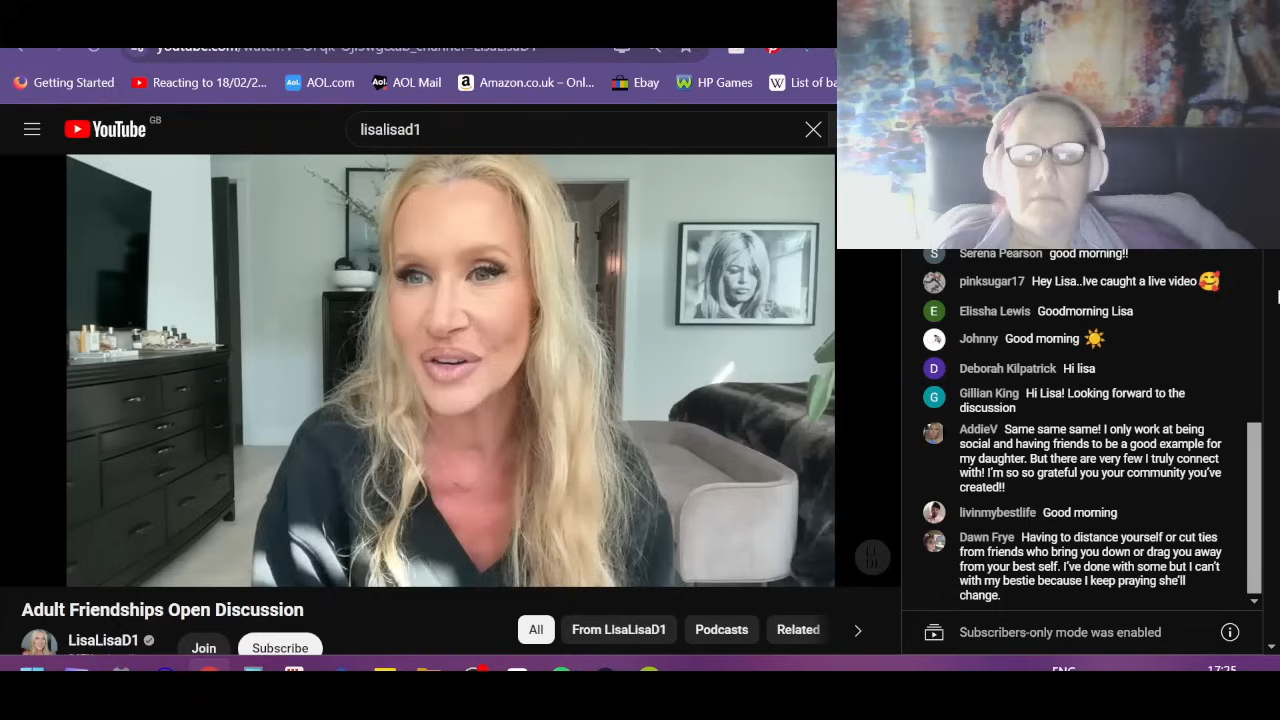 Getting Started
Reacting to 18/02/2...
AOL.com
AOL Mail
Amazon.co.uk – Onl...
Ebay
HP Games
List of ba
YouTube GB
lisalisad1
Serena Pearson good morning!!
pinksugar17 Hey Lisa..Ive caught a live video
Elissha Lewis Goodmorning Lisa
Johnny Good morning
Deborah Kilpatrick Hi lisa
Gillian King Hi Lisa! Looking forward to the
discussion
AddieV Same same same! I only work at being
social and having friends to be a good example for
my daughter. But there are very few I truly connect
with! I'm so so grateful you your community you've
created!!
livinmybestlife Good morning
Dawn Frye Having to distance yourself or cut ties
from friends who bring you down or drag you away
from your best self. I've done with some but I can't
with my bestie because I keep praying she'll
change.
Subscribers-only mode was enabled
Adult Friendships Open Discussion
LisaLisaD1
Join
Subscribe
All
From LisaLisaD1
Podcasts
Related
ENG
17:25